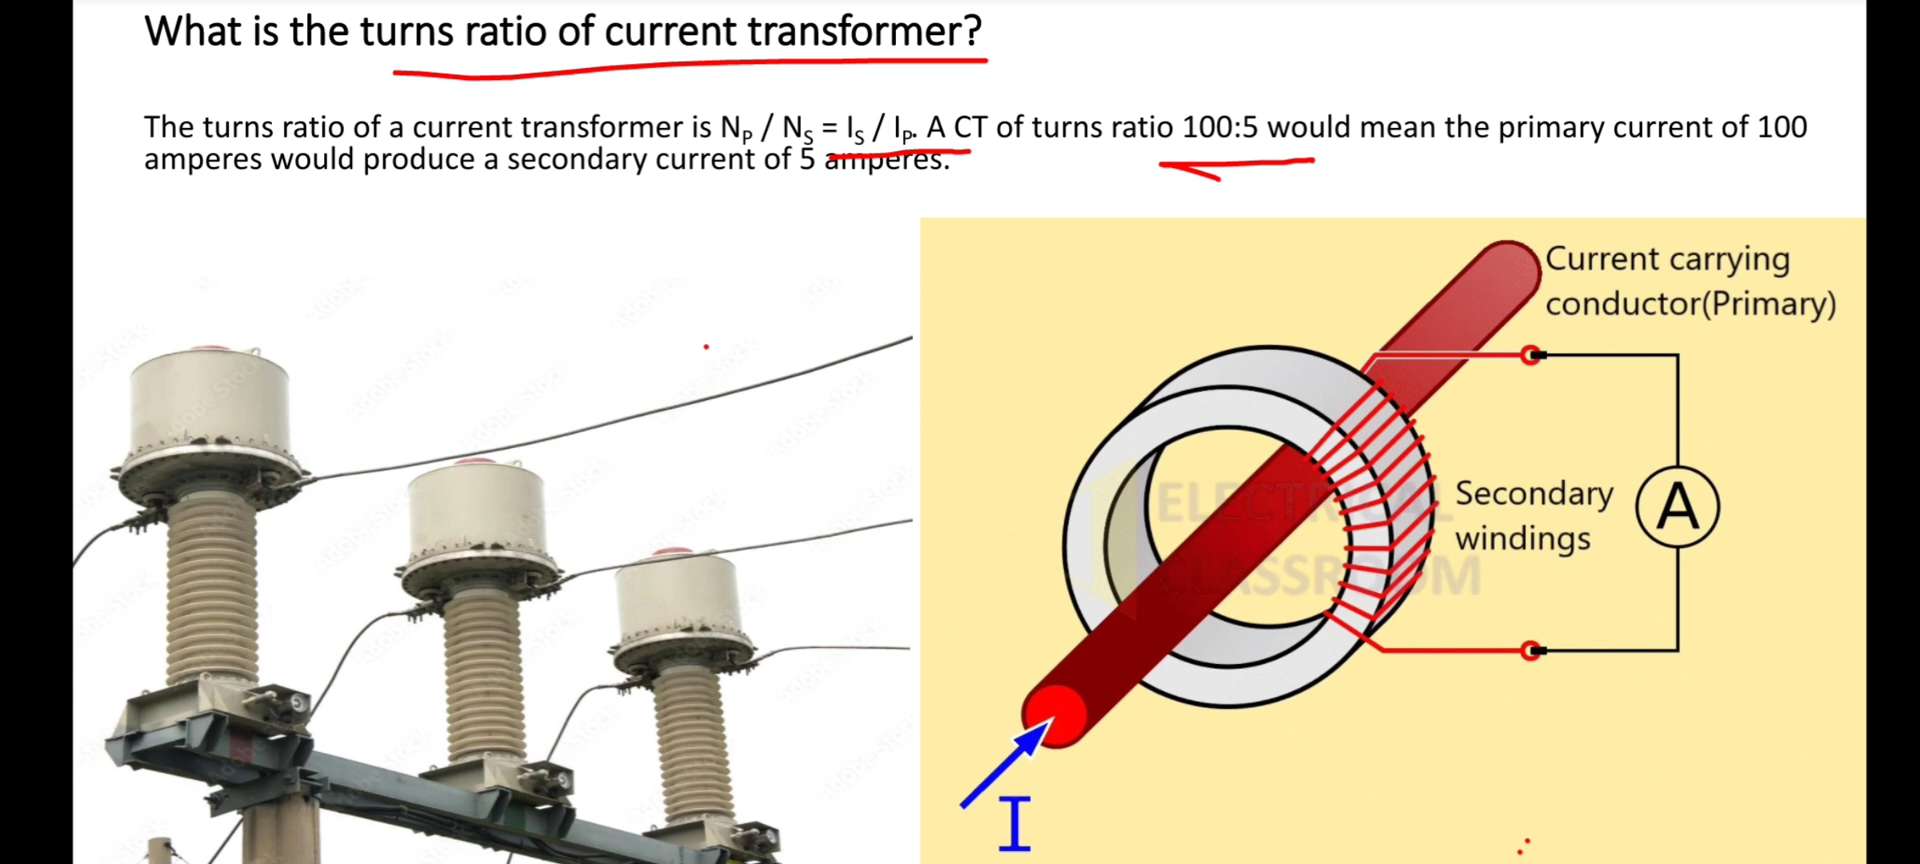 What is the turns ratio of current transformer?
The turns ratio of a current transformer is Nₚ / Nₛ = Iₛ / Iₚ. A CT of turns ratio 100:5 would mean the primary current of 100
amperes would produce a secondary current of 5 amperes.
Current carrying
conductor(Primary)
Secondary
windings
A
ELECTRICAL
CLASSROOM
I